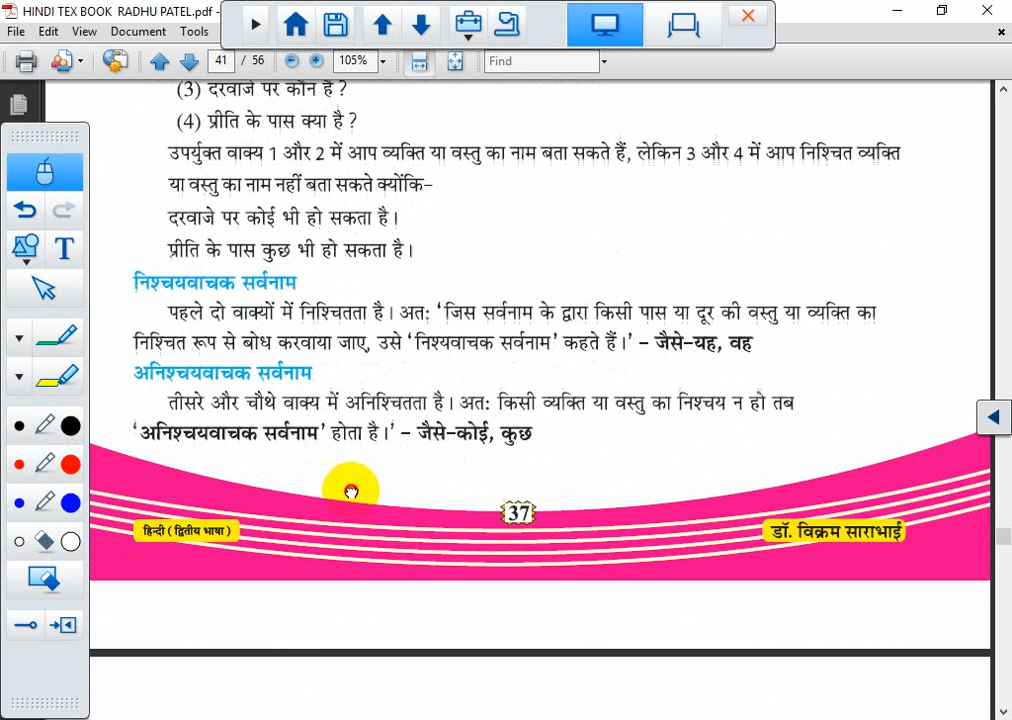 HINDI TEX BOOK RADHU PATEL.pdf -
File Edit View Document Tools
41 / 56 105% Find
(3) दरवाजे पर कौन है ?
(4) प्रीति के पास क्या है ?
उपर्युक्त वाक्य 1 और 2 में आप व्यक्ति या वस्तु का नाम बता सकते हैं, लेकिन 3 और 4 में आप निश्चित व्यक्ति
या वस्तु का नाम नहीं बता सकते क्योंकि-
दरवाजे पर कोई भी हो सकता है।
प्रीति के पास कुछ भी हो सकता है।
निश्चयवाचक सर्वनाम
पहले दो वाक्यों में निश्चितता है। अत: ‘जिस सर्वनाम के द्वारा किसी पास या दूर की वस्तु या व्यक्ति का
निश्चित रूप से बोध करवाया जाए, उसे ‘निश्यवाचक सर्वनाम’ कहते हैं।’ – जैसे-यह, वह
अनिश्चयवाचक सर्वनाम
तीसरे और चौथे वाक्य में अनिश्चितता है। अत: किसी व्यक्ति या वस्तु का निश्चय न हो तब
‘अनिश्चयवाचक सर्वनाम’ होता है।’ – जैसे-कोई, कुछ
37
हिन्दी ( द्वितीय भाषा )
डॉ. विक्रम साराभाई
T